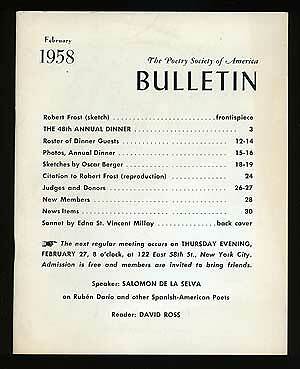 February
1958
The Poetry Society of America
BULLETIN
Robert Frost (sketch) .........................frontispiece
THE 48th ANNUAL DINNER ......................... 3
Roster of Dinner Guests ......................... 12-14
Photos, Annual Dinner ......................... 15-16
Sketches by Oscar Berger ......................... 18-19
Citation to Robert Frost (reproduction) ................ 24
Judges and Donors ......................... 26-27
New Members ......................... 28
News Items ......................... 30
Sonnet by Edna St. Vincent Millay ................back cover
☞ The next regular meeting occurs on THURSDAY EVENING,
FEBRUARY 27, 8 o'clock, at 122 East 58th St., New York City.
Admission is free and members are invited to bring friends.
Speaker: SALOMON DE LA SELVA
on Rubén Darío and other Spanish-American Poets
Reader: DAVID ROSS